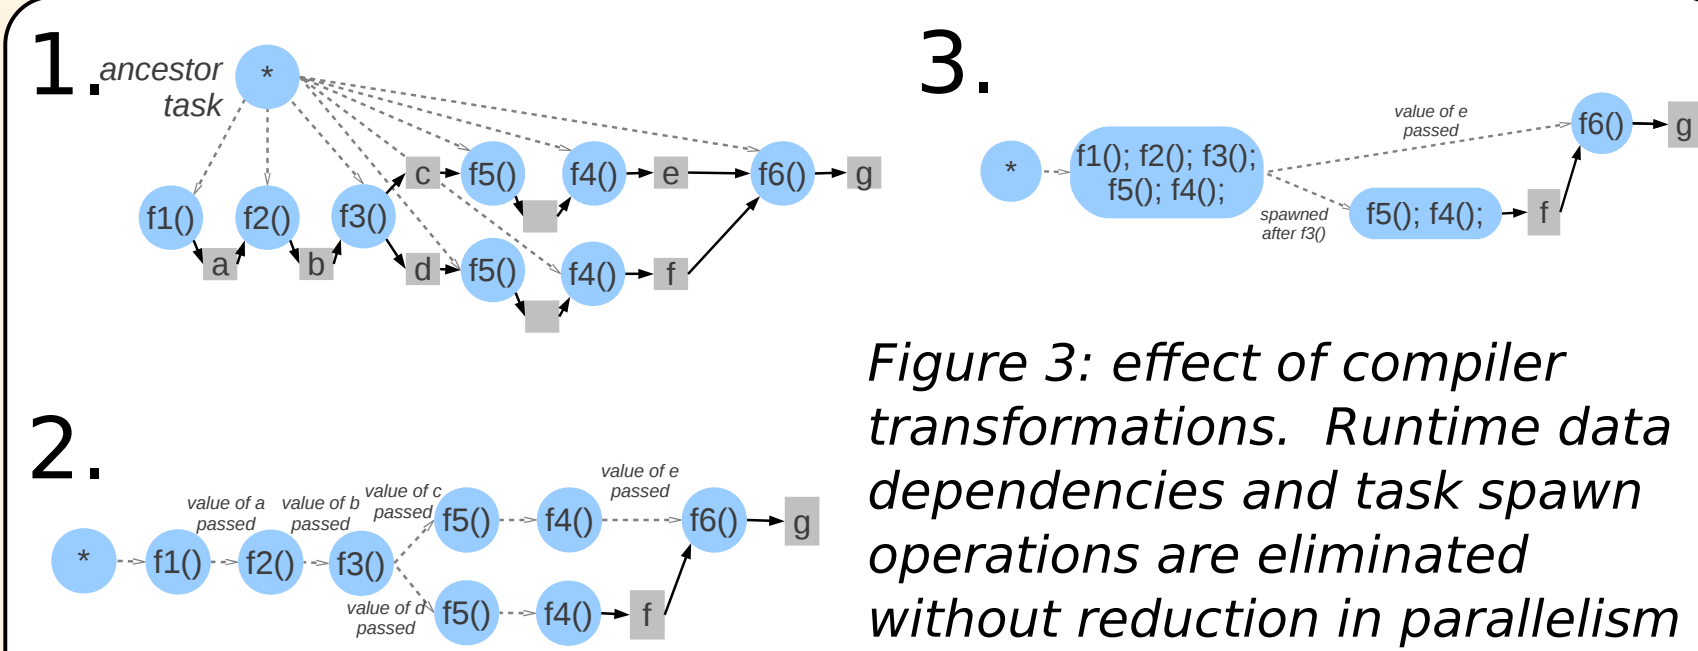 1.
ancestor
task
*
f1()
f2()
f3()
a
b
c
d
f5()
f4()
e
f5()
f4()
f
f6()
g
2.
*
f1()
value of a
passed
f2()
value of b
passed
f3()
value of c
passed
value of d
passed
f5()
f4()
value of e
passed
f6()
g
f5()
f4()
f
3.
*
f1(); f2(); f3();
f5(); f4();
value of e
passed
spawned
after f3()
f5(); f4();
f
f6()
g
Figure 3: effect of compiler
transformations. Runtime data
dependencies and task spawn
operations are eliminated
without reduction in parallelism